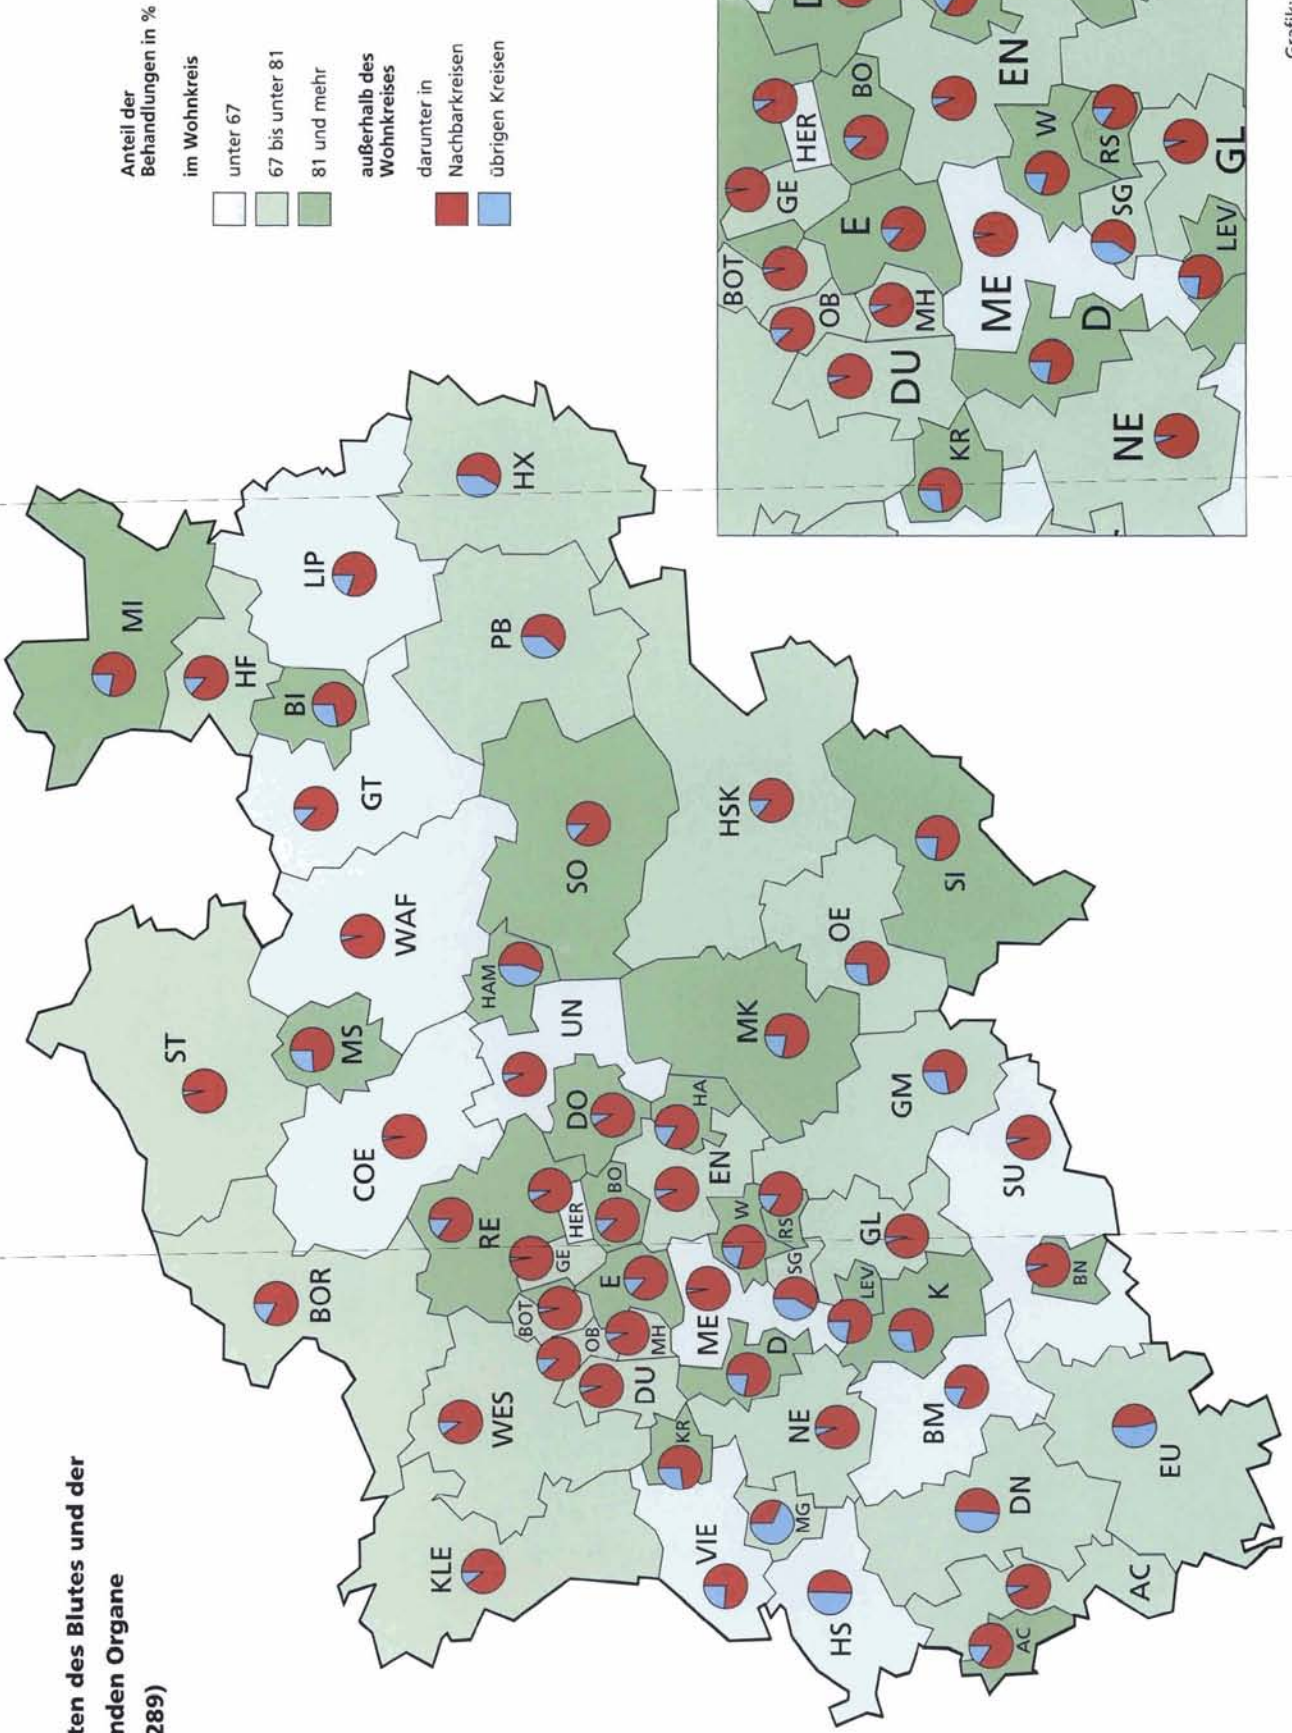 ten des Blutes und der
nden Organe
289)
Anteil der
Behandlungen in %
im Wohnkreis
unter 67
67 bis unter 81
81 und mehr
außerhalb des
Wohnkreises
darunter in
Nachbarkreisen
übrigen Kreisen
MI
HF
BI
LIP
GT
HX
PB
ST
MS
WAF
COE
BOR
HAM
SO
UN
DO
RE
HER
BO
GE
BOT
OB
E
MH
DU
WES
KLE
KR
HA
EN
MK
HSK
OE
SI
GM
W
RS
SG
ME
D
NE
VIE
MG
HS
LEV
GL
K
BM
SU
BN
DN
EU
AC
AC
BOT
GE
HER
BO
OB
E
MH
DU
EN
W
RS
ME
SG
D
KR
NE
LEV
GL